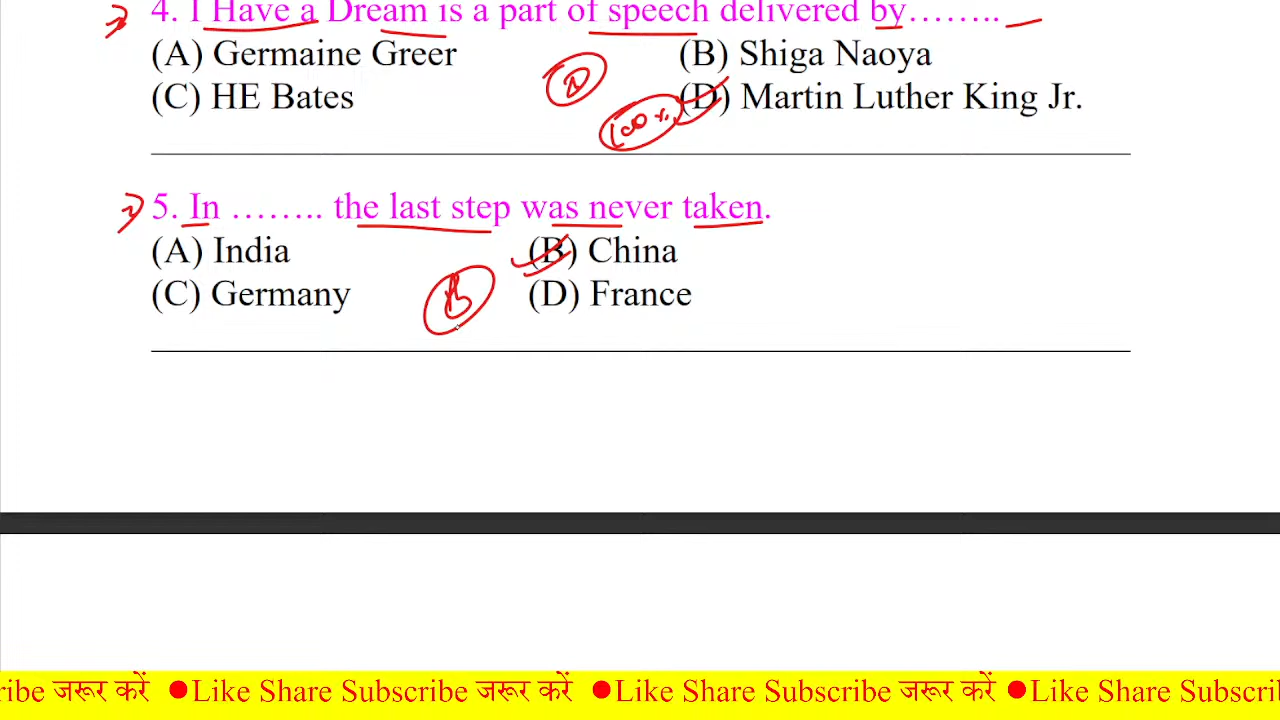 4. I Have a Dream is a part of speech delivered by……..
(A) Germaine Greer (B) Shiga Naoya
D
(C) HE Bates (D) Martin Luther King Jr.
100 %
5. In …….. the last step was never taken.
(A) India (B) China
(C) Germany (D) France
B
ribe जरूर करें ●Like Share Subscribe जरूर करें ●Like Share Subscribe जरूर करें ●Like Share Subscri